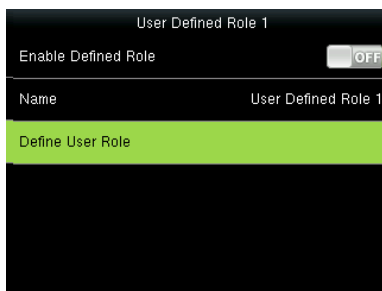 User Defined Role 1
Enable Defined Role OFF
Name User Defined Role 1
Define User Role